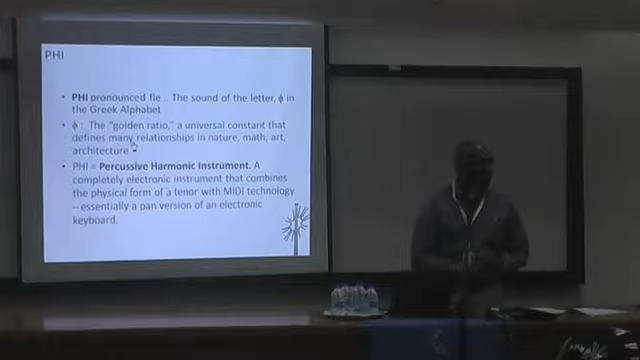 PHI
• PHI pronounced fie .. The sound of the letter, ϕ in
the Greek Alphabet
• ϕ : The "golden ratio," a universal constant that
defines many relationships in nature, math, art,
architecture
• PHI = Percussive Harmonic Instrument. A
completely electronic instrument that combines
the physical form of a tenor with MIDI technology
– essentially a pan version of an electronic
keyboard.